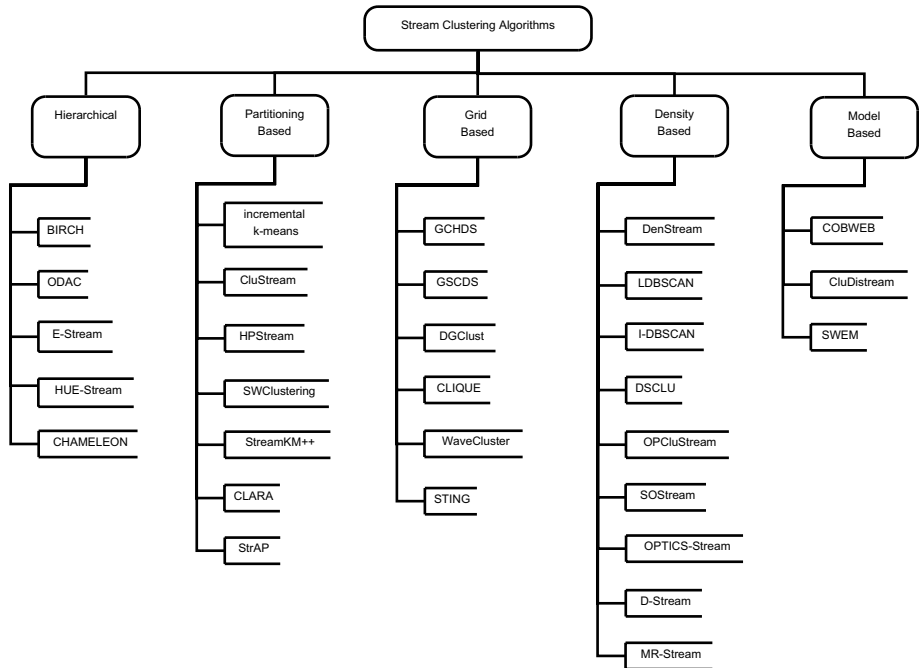 Stream Clustering Algorithms
Hierarchical
Partitioning
Based
Grid
Based
Density
Based
Model
Based
BIRCH
ODAC
E-Stream
HUE-Stream
CHAMELEON
incremental
k-means
CluStream
HPStream
SWClustering
StreamKM++
CLARA
StrAP
GCHDS
GSCDS
DGClust
CLIQUE
WaveCluster
STING
DenStream
LDBSCAN
I-DBSCAN
DSCLU
OPCluStream
SOStream
OPTICS-Stream
D-Stream
MR-Stream
COBWEB
CluDistream
SWEM